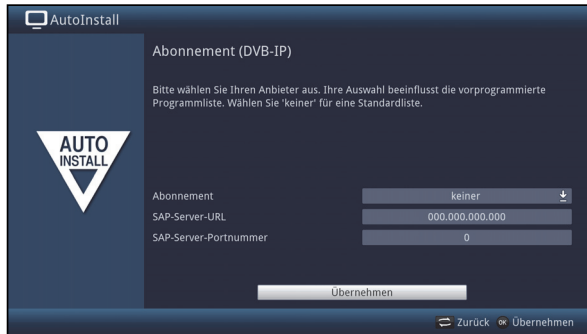 AutoInstall
Abonnement (DVB-IP)
Bitte wählen Sie Ihren Anbieter aus. Ihre Auswahl beeinflusst die vorprogrammierte
Programmliste. Wählen Sie 'keiner' für eine Standardliste.
AUTO
INSTALL
Abonnement keiner
SAP-Server-URL 000.000.000.000
SAP-Server-Portnummer 0
Übernehmen
Zurück OK Übernehmen